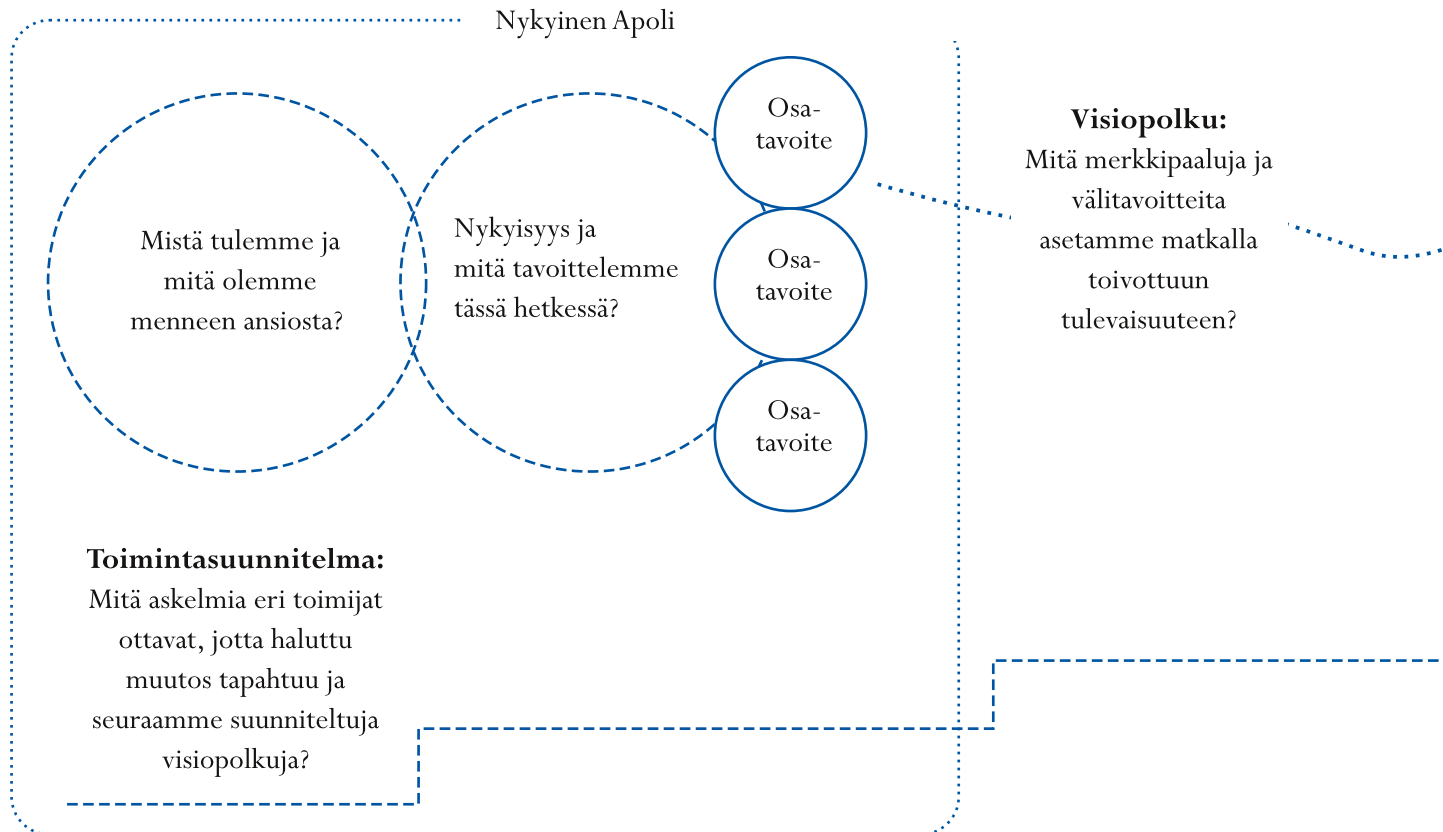 Nykyinen Apoli
Mistä tulemme ja
mitä olemme
menneen ansiosta?
Nykyisyys ja
mitä tavoittelemme
tässä hetkessä?
Osa-
tavoite
Osa-
tavoite
Osa-
tavoite
Visiopolku:
Mitä merkkipaaluja ja
välitavoitteita
asetamme matkalla
toivottuun
tulevaisuuteen?
Toimintasuunnitelma:
Mitä askelmia eri toimijat
ottavat, jotta haluttu
muutos tapahtuu ja
seuraamme suunniteltuja
visiopolkuja?